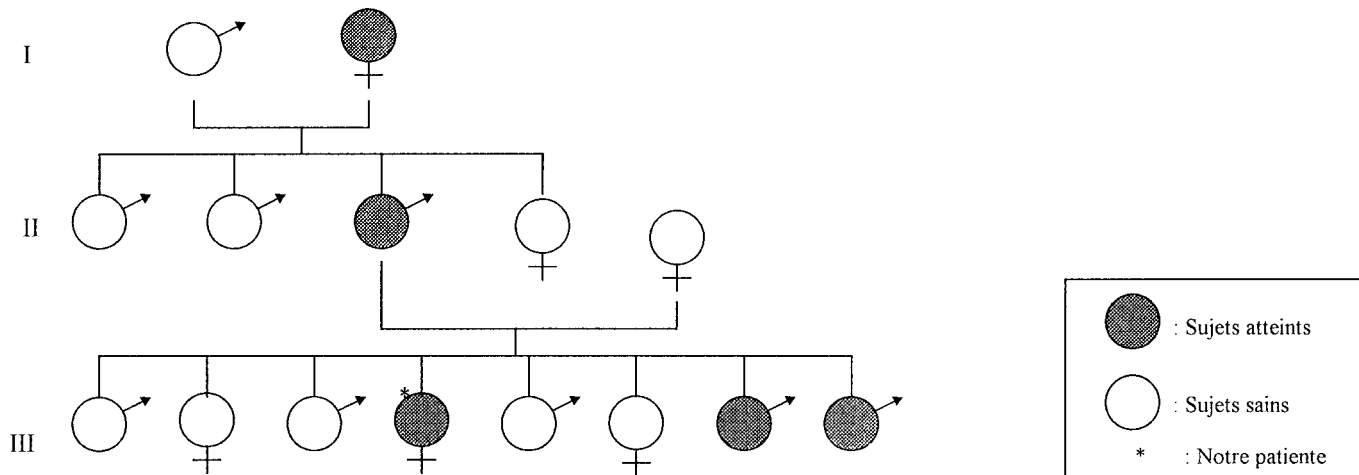 I
II
III
*
: Sujets atteints
: Sujets sains
* : Notre patiente